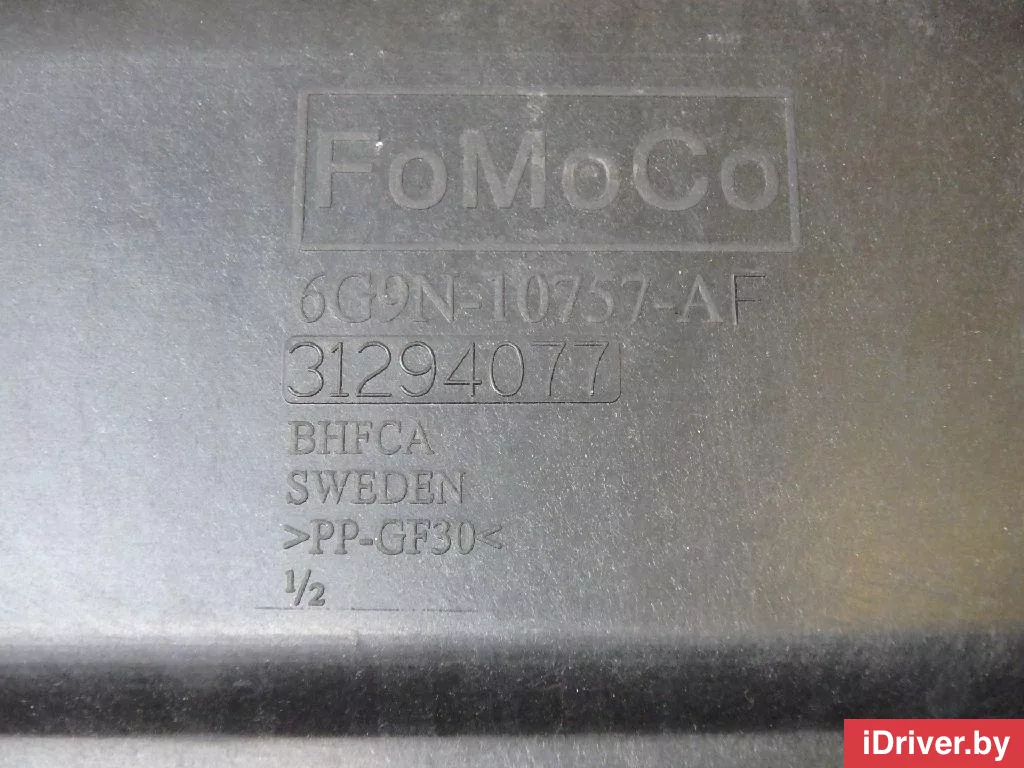 FoMoCo
6G9N-10757-AF
31294077
BHFCA
SWEDEN
>PP-GF30<
1/2
iDriver.by